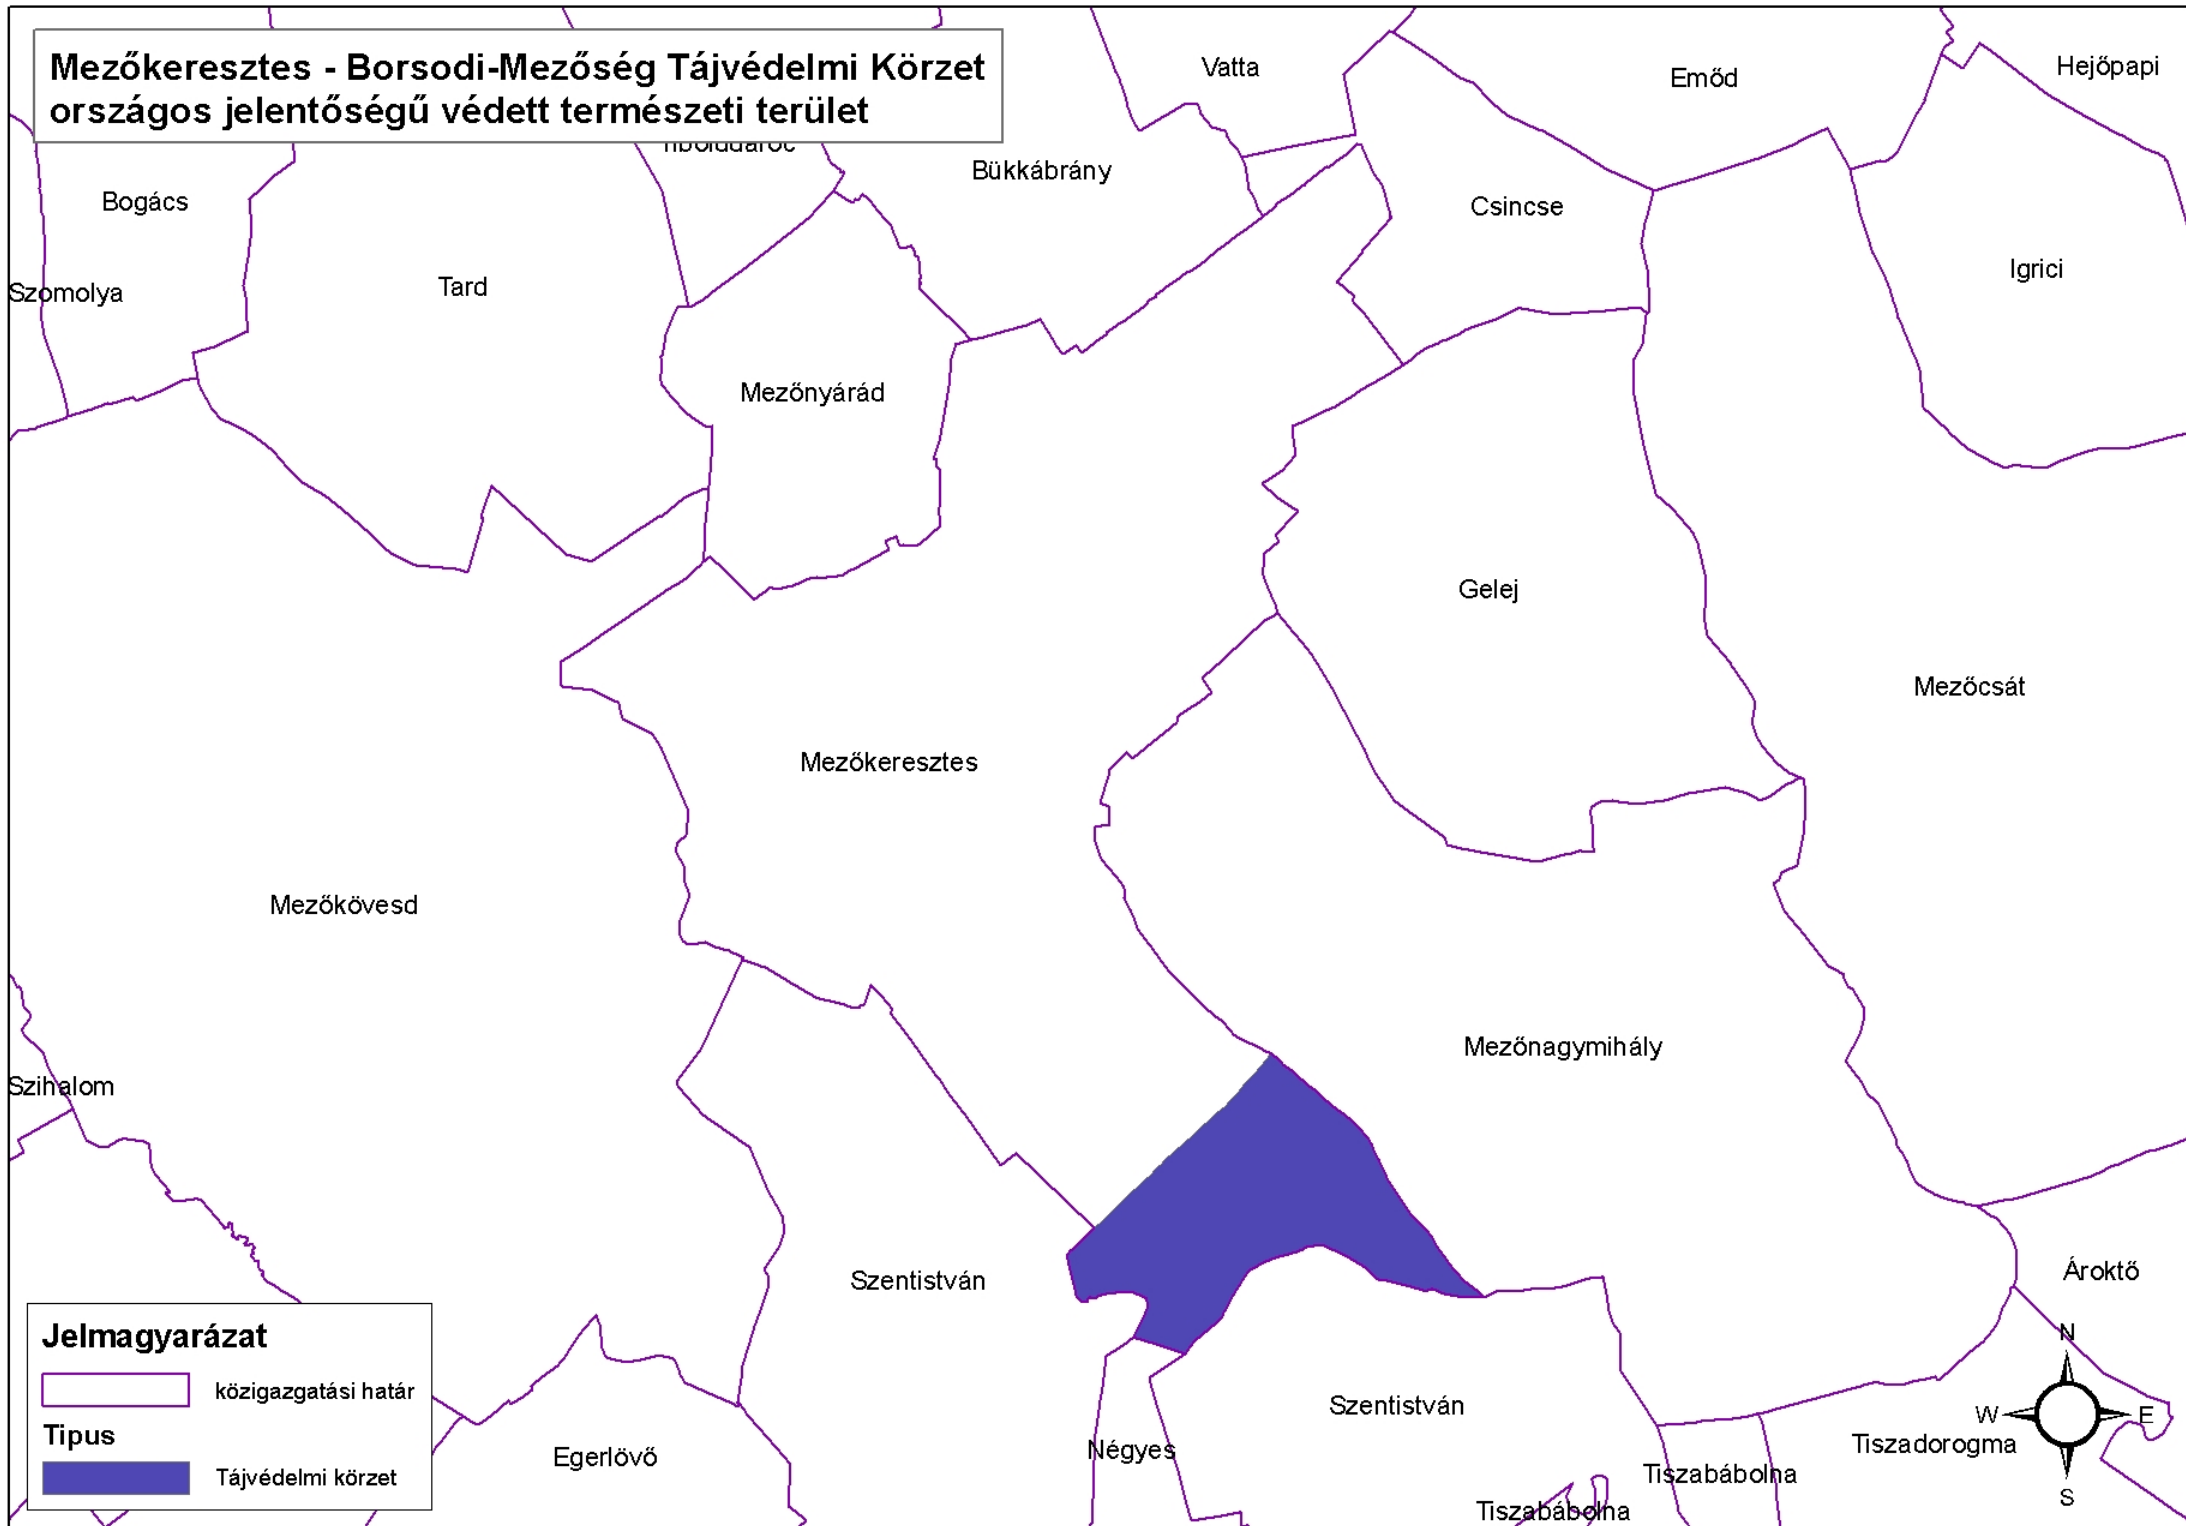 Mezőkeresztes - Borsodi-Mezőség Tájvédelmi Körzet
országos jelentőségű védett természeti terület
Vatta
Emőd
Hejőpapi
Bükkábrány
Bogács
Csincse
Igrici
Tard
Szomolya
Mezőnyárád
Gelej
Mezőcsát
Mezőkeresztes
Mezőkövesd
Mezőnagymihály
Szihalom
Ároktő
Szentistván
Szentistván
Négyes
Egerlövő
Tiszadorogma
Tiszabábolna
Tiszabábolna
Jelmagyarázat
közigazgatási határ
Tipus
Tájvédelmi körzet
N
W
E
S